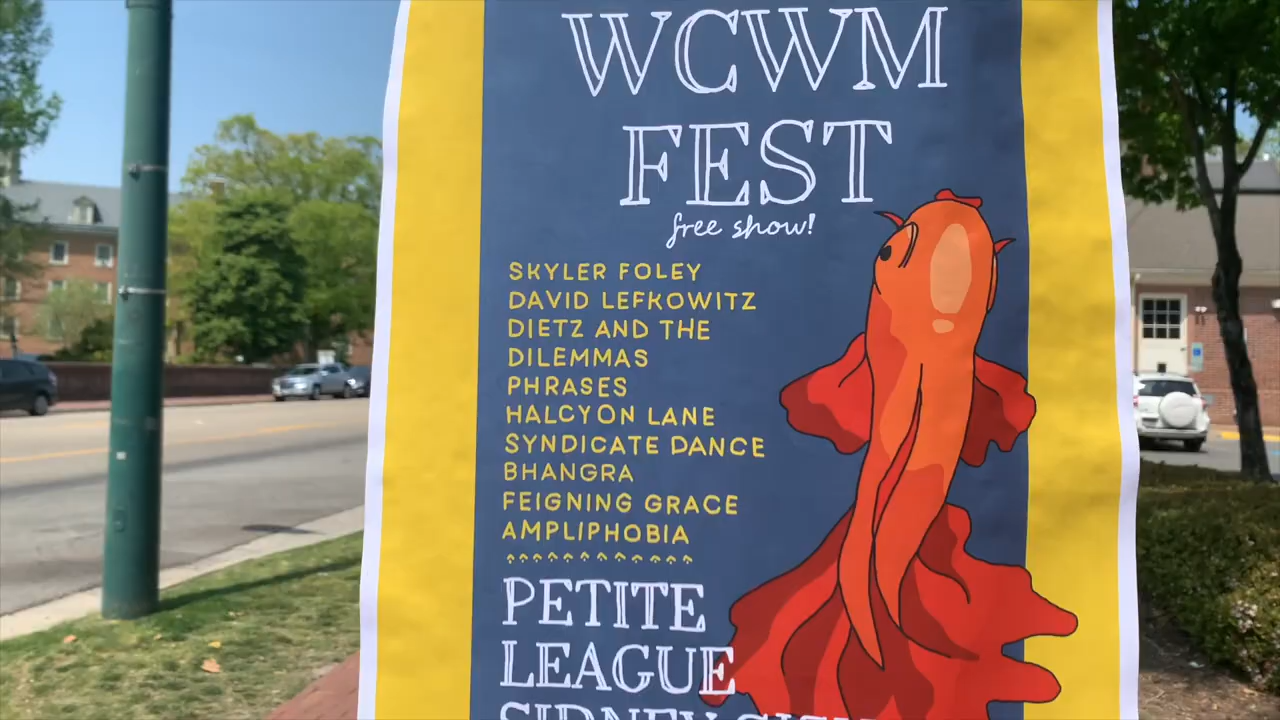 WCWM
FEST
free show!
SKYLER FOLEY
DAVID LEFKOWITZ
DIETZ AND THE
DILEMMAS
PHRASES
HALCYON LANE
SYNDICATE DANCE
BHANGRA
FEIGNING GRACE
AMPLIPHOBIA
PETITE
LEAGUE
SIDNEY